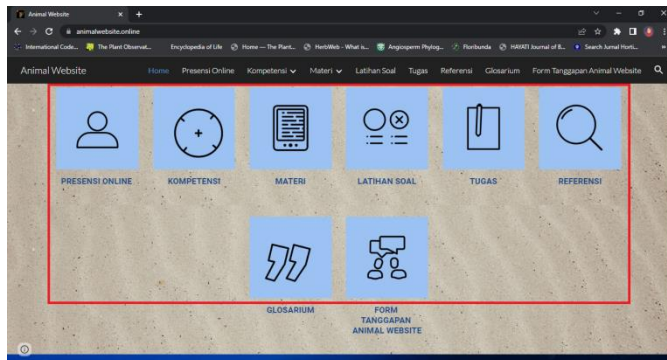 Animal Website
animalwebsite.online
International Code... The Plant Observat... Encyclopedia of Life Home — The Plant... HerbWeb - What is... Angiosperm Phylog... Floribunda HAYATI Journal of B... Search Jurnal Horti...
Animal Website Home Presensi Online Kompetensi Materi Latihan Soal Tugas Referensi Glosarium Form Tanggapan Animal Website
PRESENSI ONLINE KOMPETENSI MATERI LATIHAN SOAL TUGAS REFERENSI
GLOSARIUM FORM
TANGGAPAN
ANIMAL WEBSITE